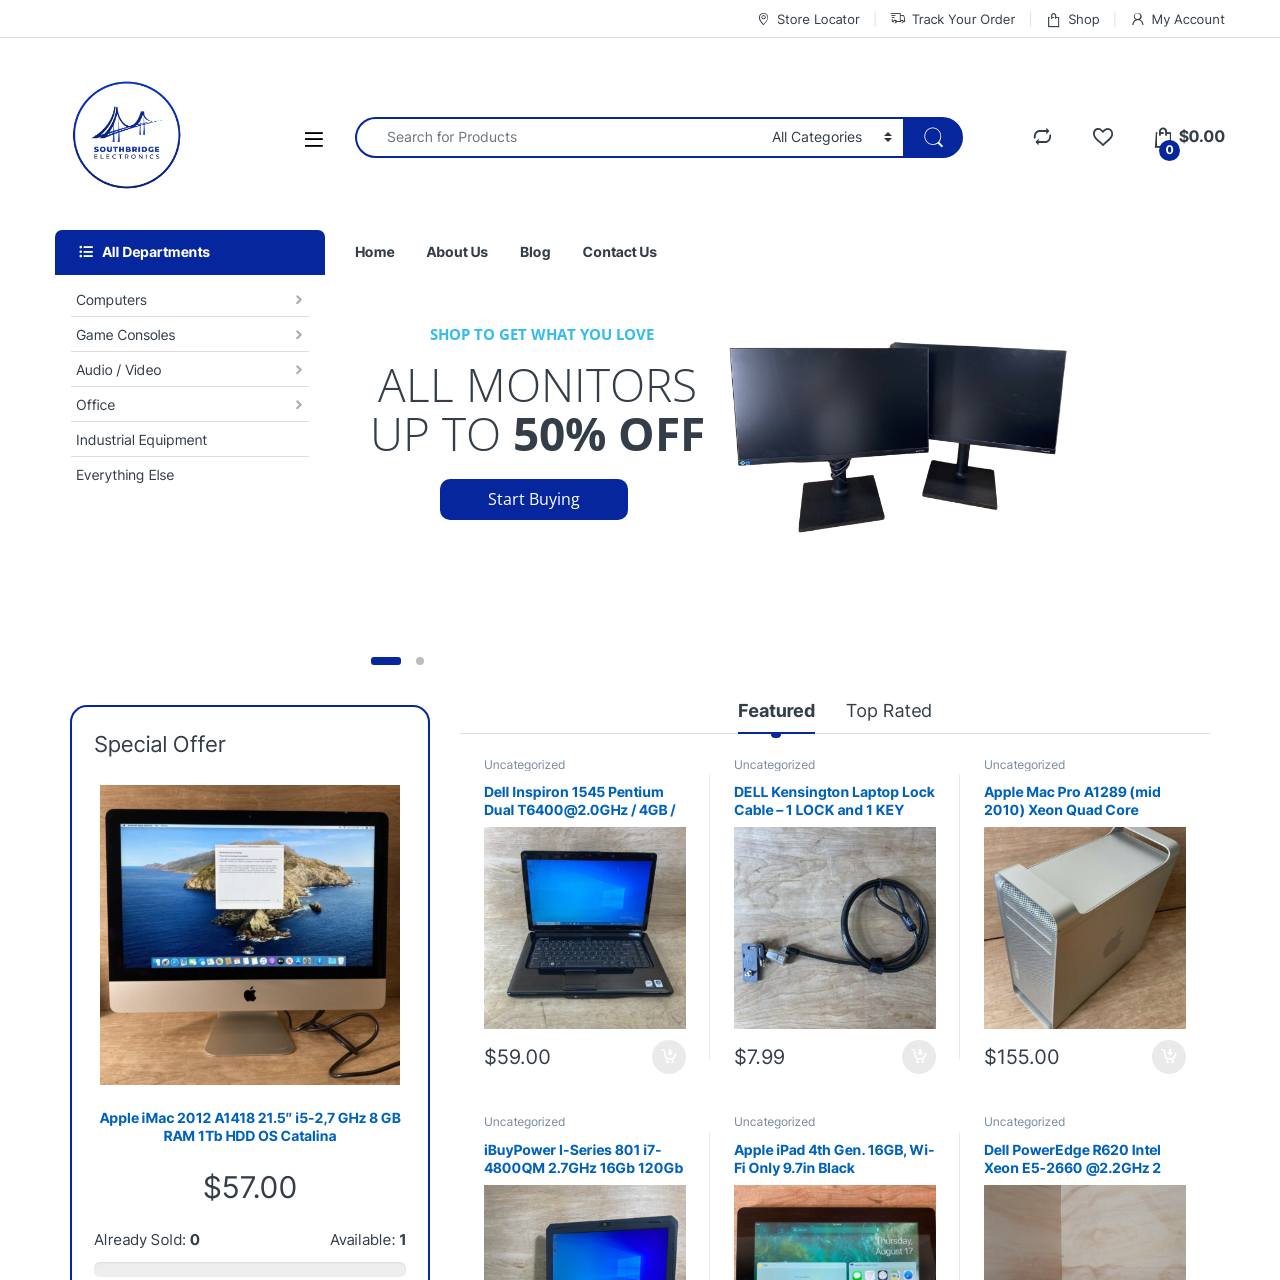 Store Locator
Track Your Order
Shop
My Account
SOUTHBRIDGE
ELECTRONICS
Search for Products
All Categories
0
$0.00
All Departments
Home
About Us
Blog
Contact Us
Computers
Game Consoles
Audio / Video
Office
Industrial Equipment
Everything Else
SHOP TO GET WHAT YOU LOVE
ALL MONITORS
UP TO 50% OFF
Start Buying
Special Offer
Apple iMac 2012 A1418 21.5″ i5-2,7 GHz 8 GB
RAM 1Tb HDD OS Catalina
$57.00
Already Sold: 0
Available: 1
Featured
Top Rated
Uncategorized
Dell Inspiron 1545 Pentium
Dual T6400@2.0GHz / 4GB /
$59.00
Uncategorized
DELL Kensington Laptop Lock
Cable – 1 LOCK and 1 KEY
$7.99
Uncategorized
Apple Mac Pro A1289 (mid
2010) Xeon Quad Core
$155.00
Uncategorized
iBuyPower I-Series 801 i7-
4800QM 2.7GHz 16Gb 120Gb
Uncategorized
Apple iPad 4th Gen. 16GB, Wi-
Fi Only 9.7in Black
Thursday,
August 17
Uncategorized
Dell PowerEdge R620 Intel
Xeon E5-2660 @2.2GHz 2